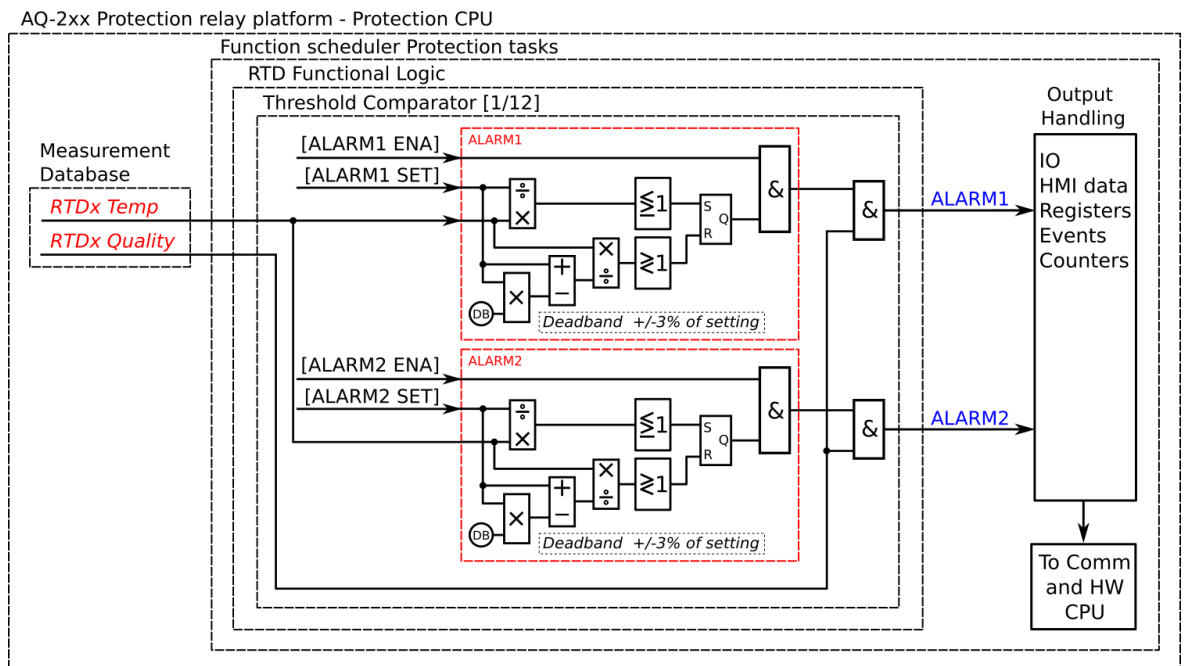 AQ-2xx Protection relay platform - Protection CPU
Function scheduler Protection tasks
RTD Functional Logic
Threshold Comparator [1/12]
Measurement
Database
RTDx Temp
RTDx Quality
[ALARM1 ENA]
[ALARM1 SET]
ALARM1
÷
×
≶1
S
R
Q
&
&
×
÷
≷1
+
−
×
DB
Deadband +/-3% of setting
[ALARM2 ENA]
[ALARM2 SET]
ALARM2
÷
×
≶1
S
R
Q
&
&
×
÷
≷1
+
−
×
DB
Deadband +/-3% of setting
ALARM1
ALARM2
Output
Handling
IO
HMI data
Registers
Events
Counters
To Comm
and HW
CPU